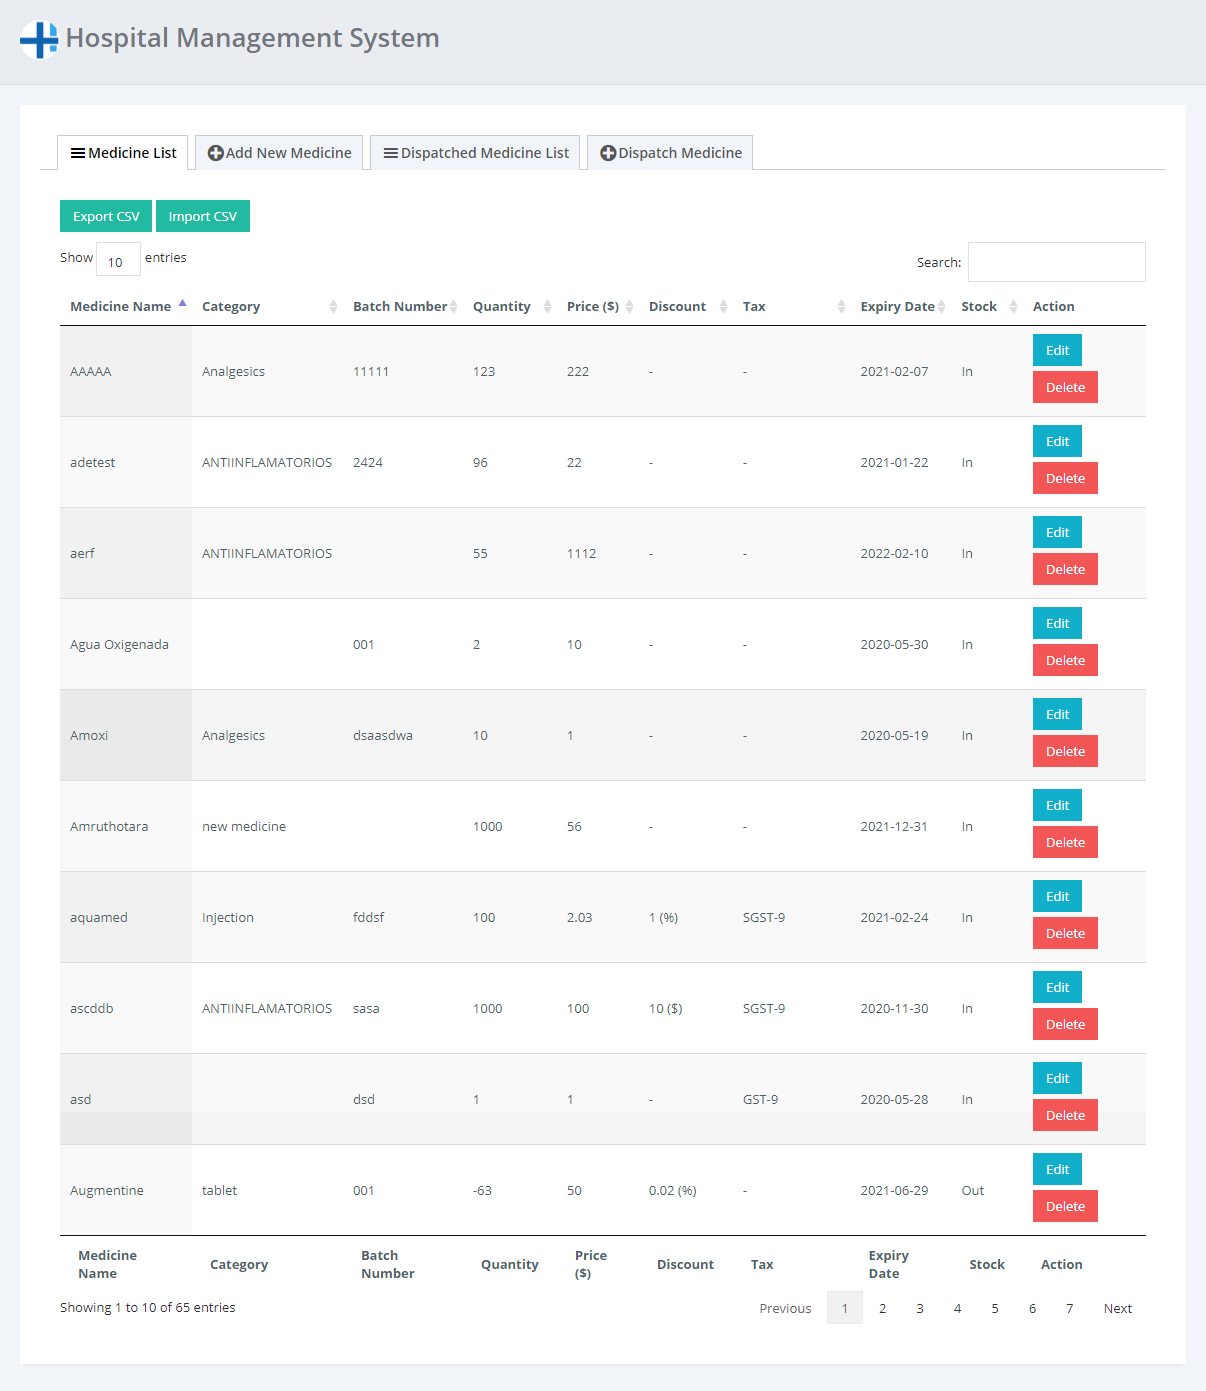 Hospital Management System
Medicine List Add New Medicine Dispatched Medicine List Dispatch Medicine
Export CSV Import CSV
Show 10 entries Search:
Medicine Name Category Batch Number Quantity Price ($) Discount Tax Expiry Date Stock Action
AAAAA Analgesics 11111 123 222 - - 2021-02-07 In Edit
Delete
adetest ANTIINFLAMATORIOS 2424 96 22 - - 2021-01-22 In Edit
Delete
aerf ANTIINFLAMATORIOS 55 1112 - - 2022-02-10 In Edit
Delete
Agua Oxigenada 001 2 10 - - 2020-05-30 In Edit
Delete
Amoxi Analgesics dsaasdwa 10 1 - - 2020-05-19 In Edit
Delete
Amruthotara new medicine 1000 56 - - 2021-12-31 In Edit
Delete
aquamed Injection fddsf 100 2.03 1 (%) SGST-9 2021-02-24 In Edit
Delete
ascddb ANTIINFLAMATORIOS sasa 1000 100 10 ($) SGST-9 2020-11-30 In Edit
Delete
asd dsd 1 1 - GST-9 2020-05-28 In Edit
Delete
Augmentine tablet 001 -63 50 0.02 (%) - 2021-06-29 Out Edit
Delete
Medicine Name Category Batch Number Quantity Price ($) Discount Tax Expiry Date Stock Action
Showing 1 to 10 of 65 entries Previous 1 2 3 4 5 6 7 Next